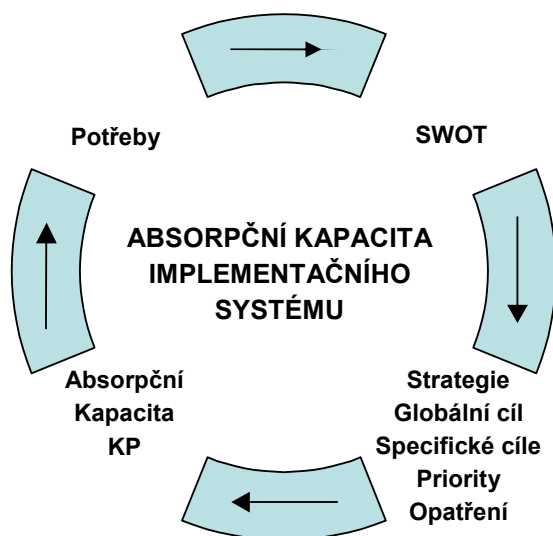 Potřeby
SWOT
ABSORPČNÍ KAPACITA
IMPLEMENTAČNÍHO
SYSTÉMU
Absorpční
Kapacita
KP
Strategie
Globální cíl
Specifické cíle
Priority
Opatření